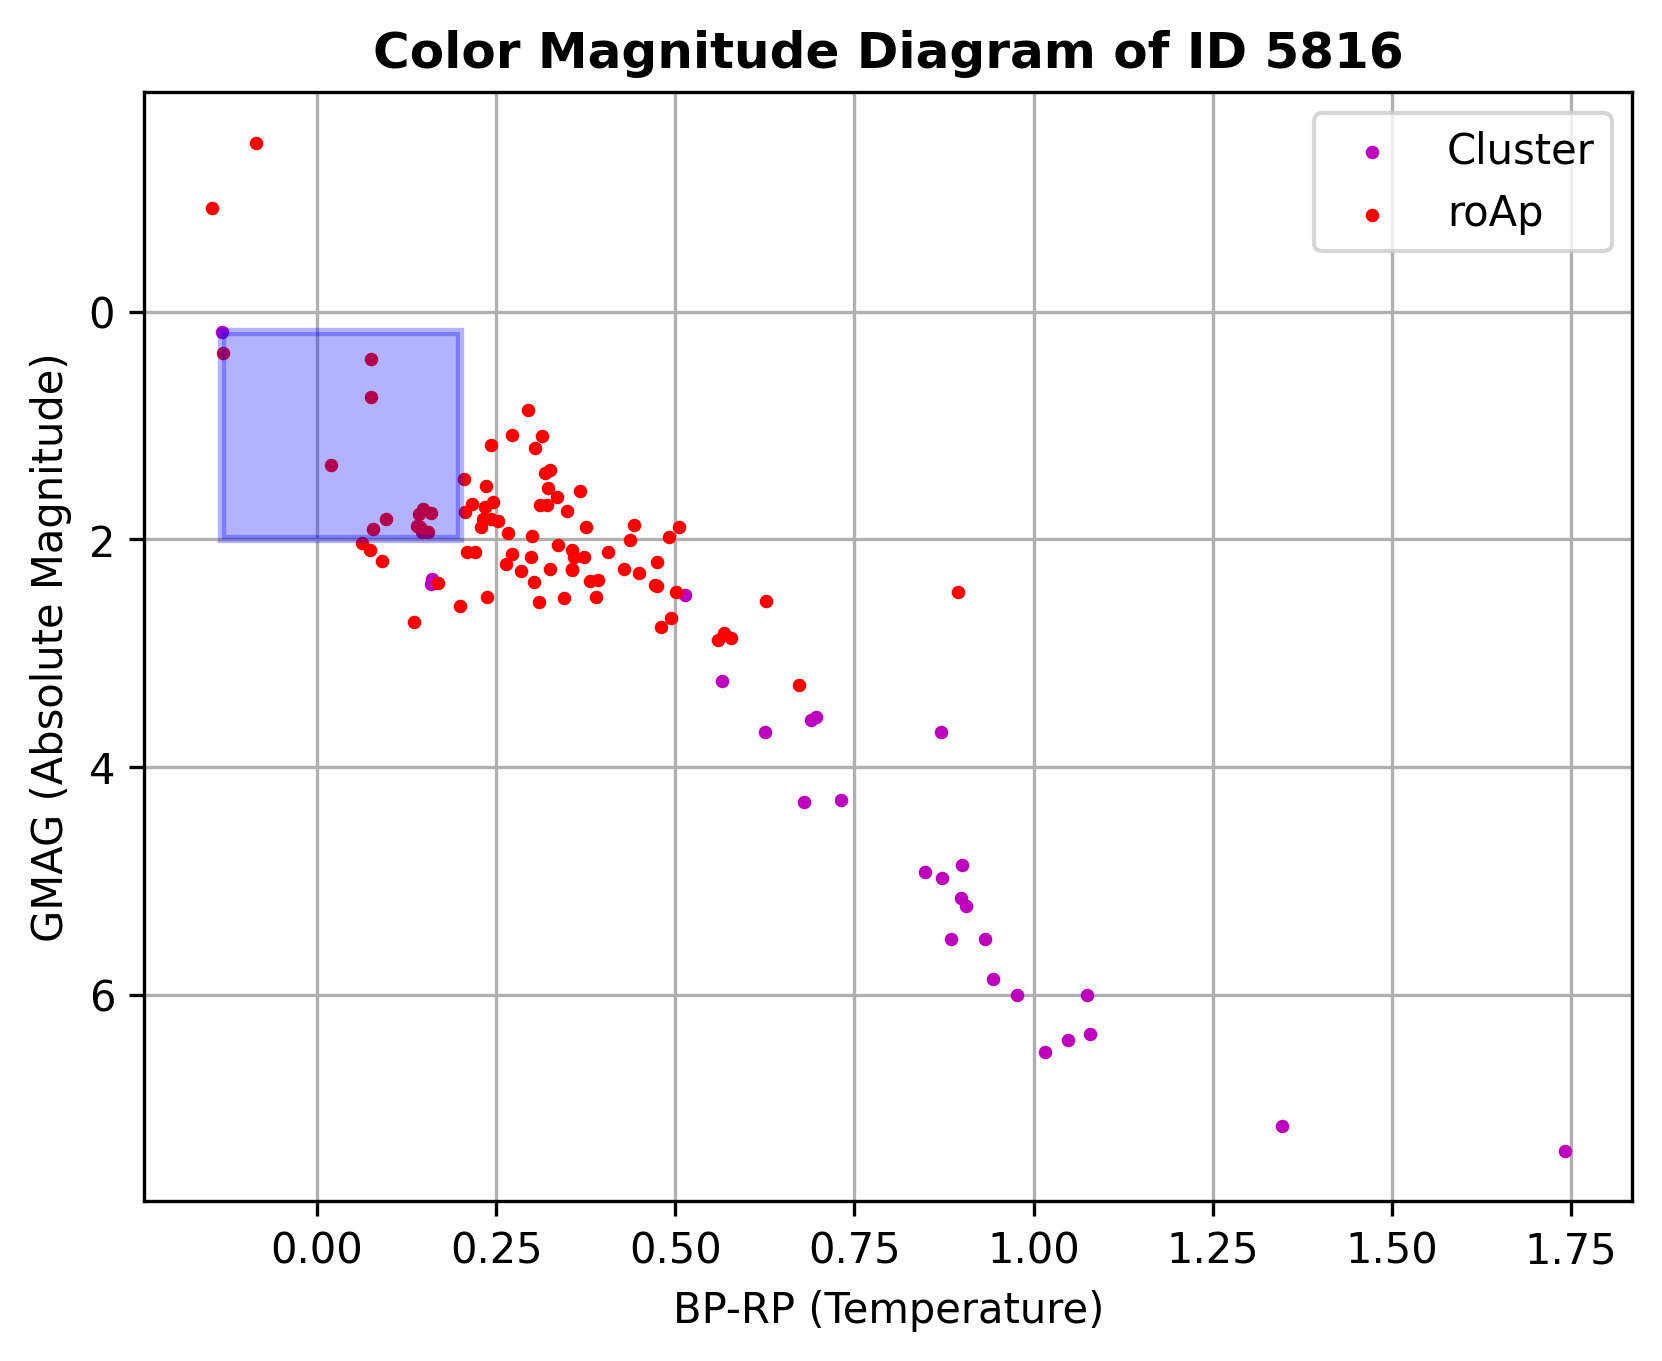 Color Magnitude Diagram of ID 5816
Cluster
roAp
GMAG (Absolute Magnitude)
0
2
4
6
0.00 0.25 0.50 0.75 1.00 1.25 1.50 1.75
BP-RP (Temperature)